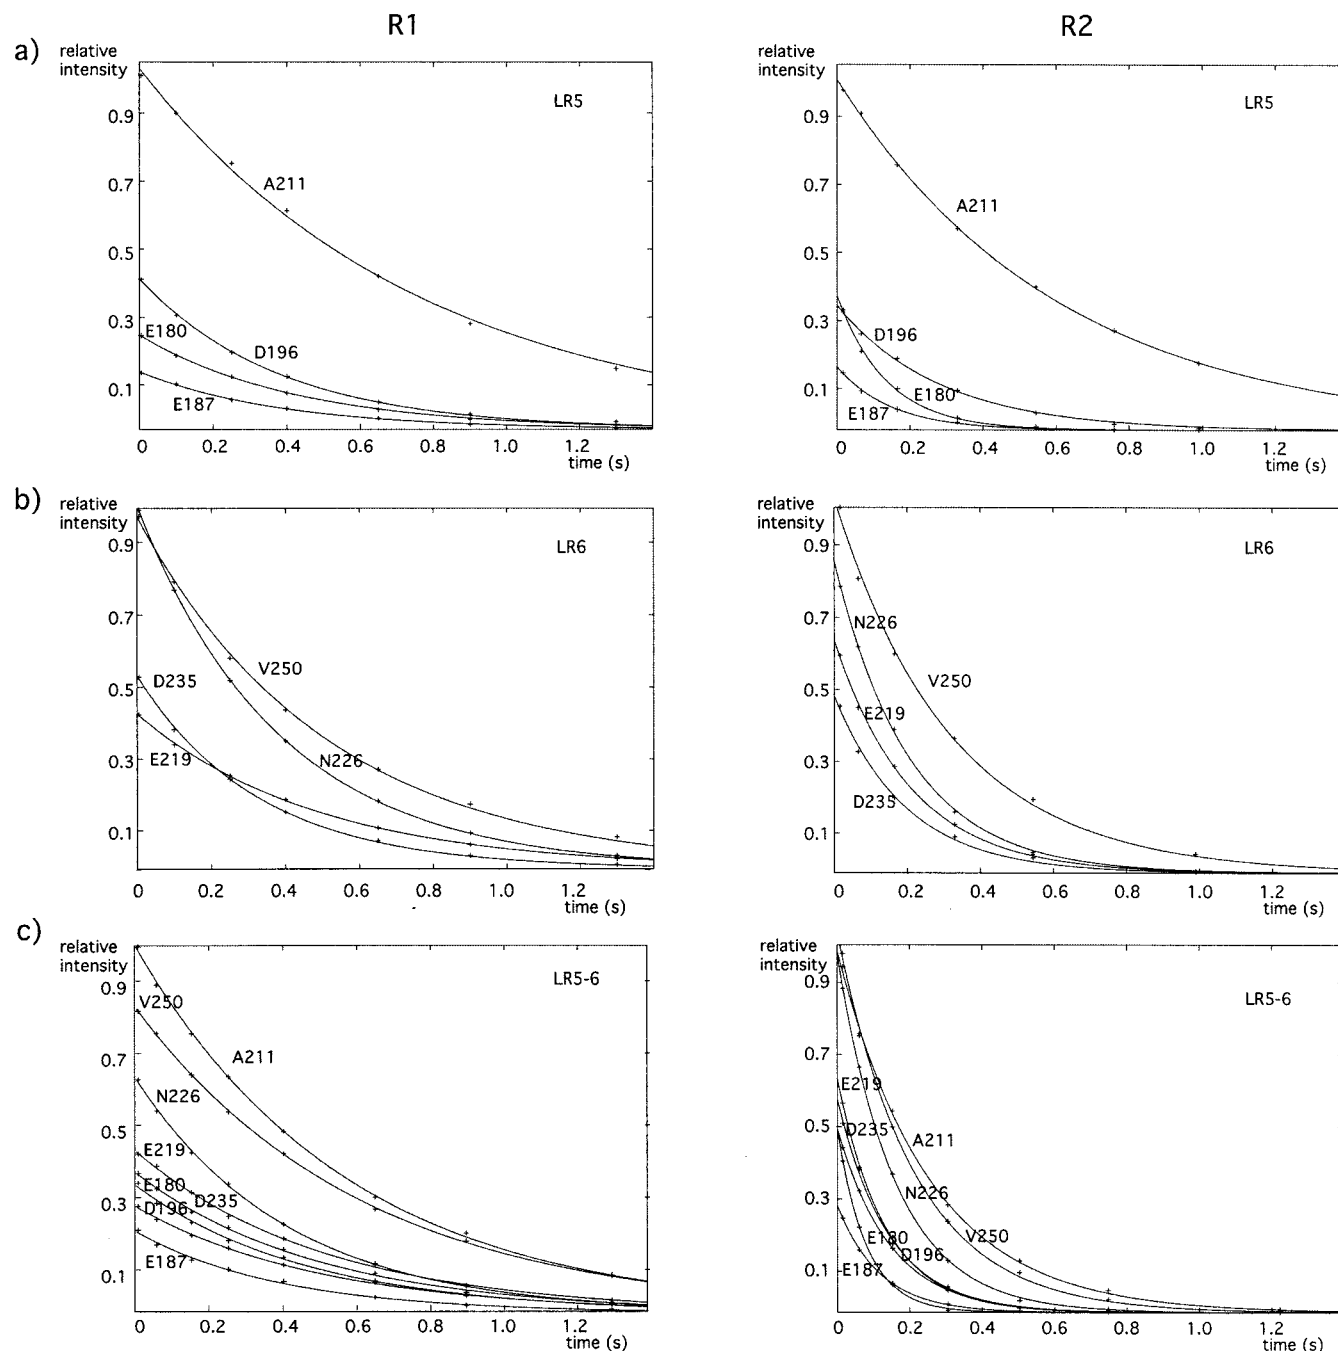 R1
R2
a)
relative
intensity
LR5
0.9
0.7
A211
0.5
0.3
E180
D196
0.1
E187
0
0.2
0.4
0.6
0.8
1.0
1.2
time (s)
relative
intensity
LR5
0.9
0.7
A211
0.5
0.3
D196
E180
0.1
E187
0
0.2
0.4
0.6
0.8
1.0
1.2
time (s)
b)
relative
intensity
LR6
0.9
0.7
V250
D235
0.5
N226
E219
0.3
0.1
0
0.2
0.4
0.6
0.8
1.0
1.2
time (s)
relative
intensity
LR6
0.9
0.7
N226
V250
E219
0.5
0.3
D235
0.1
0
0.2
0.4
0.6
0.8
1.0
1.2
time (s)
c)
relative
intensity
LR5-6
0.9
V250
A211
0.7
N226
0.5
E219
E180
D235
0.3
D196
E187
0.1
0
0.2
0.4
0.6
0.8
1.0
1.2
time (s)
relative
intensity
LR5-6
0.9
0.7
E219
D235
A211
0.5
N226
0.3
E180
V250
D196
E187
0.1
0
0.2
0.4
0.6
0.8
1.0
1.2
time (s)